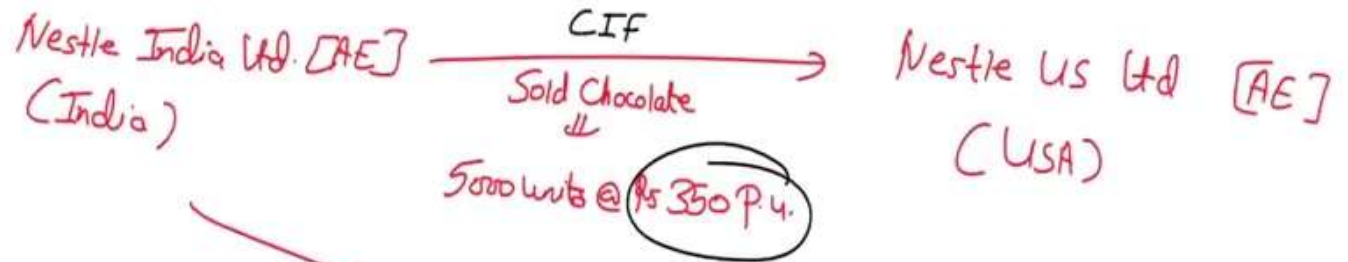 CIF
Nestle India Ltd. [AE]
(India)
Sold Chocolate
5000 units @ Rs 350 P.u.
Nestle US Ltd [AE]
(USA)